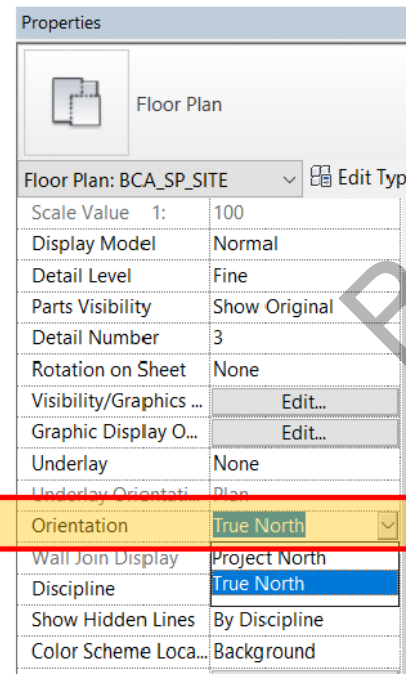 Properties
Floor Plan
Floor Plan: BCA_SP_SITE Edit Typ
Scale Value 1: 100
Display Model Normal
Detail Level Fine
Parts Visibility Show Original
Detail Number 3
Rotation on Sheet None
Visibility/Graphics ... Edit...
Graphic Display O... Edit...
Underlay None
Underlay Orientati... Plan
Orientation True North
Wall Join Display Project North
Discipline True North
Show Hidden Lines By Discipline
Color Scheme Loca... Background